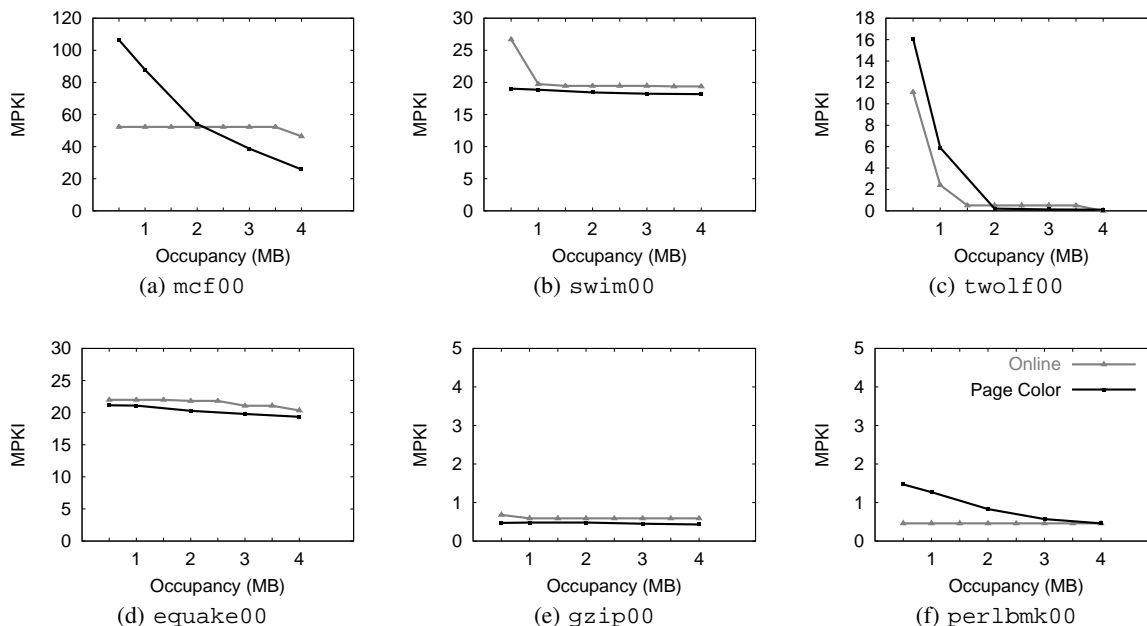 120
100
80
60
40
20
0
MPKI
1 2 3 4
Occupancy (MB)
(a) mcf00
30
25
20
15
10
5
0
MPKI
1 2 3 4
Occupancy (MB)
(b) swim00
18
16
14
12
10
8
6
4
2
0
MPKI
1 2 3 4
Occupancy (MB)
(c) twolf00
30
25
20
15
10
5
0
MPKI
1 2 3 4
Occupancy (MB)
(d) equake00
5
4
3
2
1
0
MPKI
1 2 3 4
Occupancy (MB)
(e) gzip00
5
4
3
2
1
0
MPKI
Online
Page Color
1 2 3 4
Occupancy (MB)
(f) perlbmk00